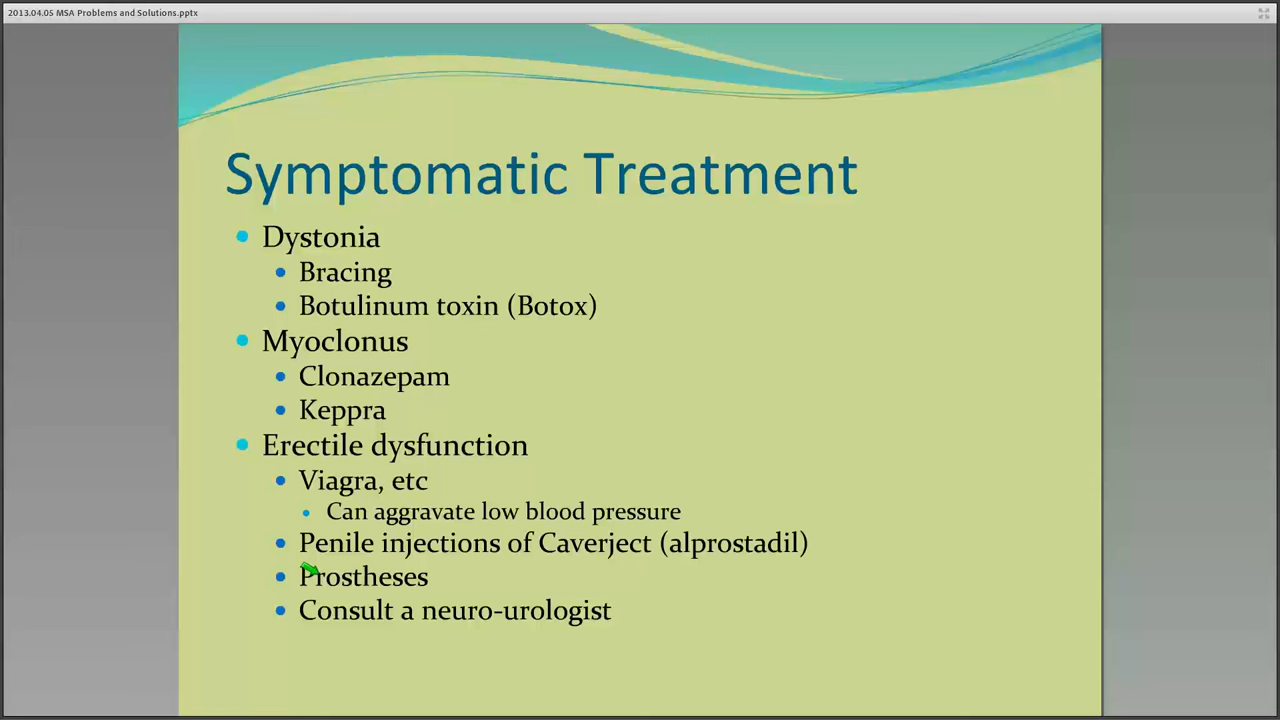 2013.04.05 MSA Problems and Solutions.pptx
Symptomatic Treatment
Dystonia
Bracing
Botulinum toxin (Botox)
Myoclonus
Clonazepam
Keppra
Erectile dysfunction
Viagra, etc
Can aggravate low blood pressure
Penile injections of Caverject (alprostadil)
Prostheses
Consult a neuro-urologist